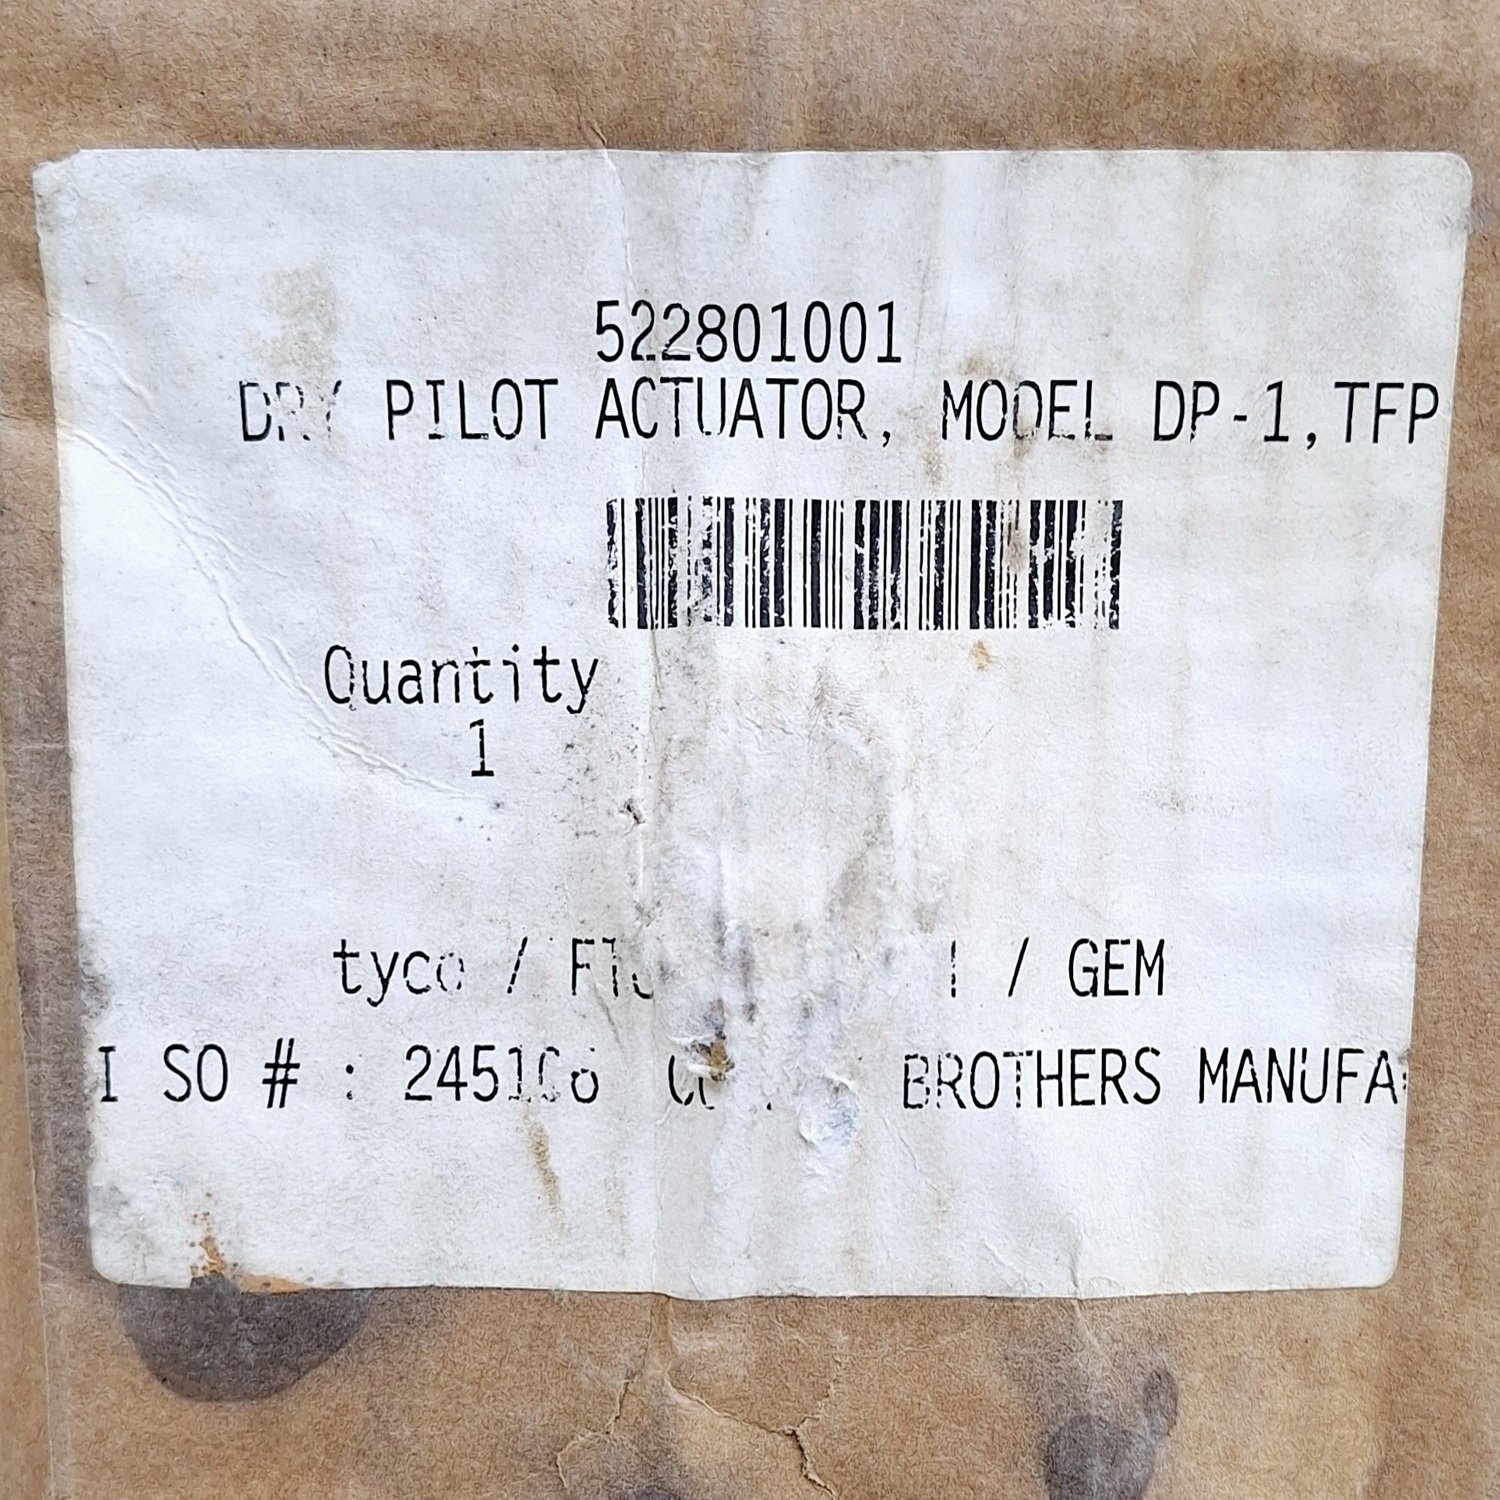 522801001
DRY PILOT ACTUATOR, MODEL DP-1,TFP
Quantity
1
tyco / / GEM
I SO # : BROTHERS MANUFA